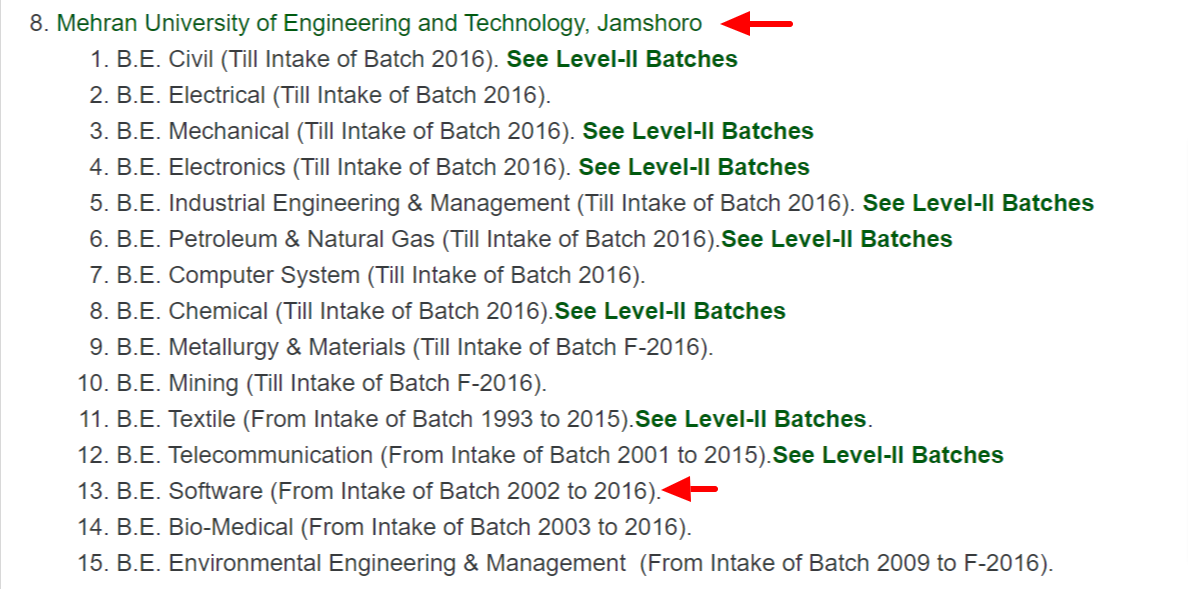 8. Mehran University of Engineering and Technology, Jamshoro
1. B.E. Civil (Till Intake of Batch 2016). See Level-II Batches
2. B.E. Electrical (Till Intake of Batch 2016).
3. B.E. Mechanical (Till Intake of Batch 2016). See Level-II Batches
4. B.E. Electronics (Till Intake of Batch 2016). See Level-II Batches
5. B.E. Industrial Engineering & Management (Till Intake of Batch 2016). See Level-II Batches
6. B.E. Petroleum & Natural Gas (Till Intake of Batch 2016).See Level-II Batches
7. B.E. Computer System (Till Intake of Batch 2016).
8. B.E. Chemical (Till Intake of Batch 2016).See Level-II Batches
9. B.E. Metallurgy & Materials (Till Intake of Batch F-2016).
10. B.E. Mining (Till Intake of Batch F-2016).
11. B.E. Textile (From Intake of Batch 1993 to 2015).See Level-II Batches.
12. B.E. Telecommunication (From Intake of Batch 2001 to 2015).See Level-II Batches
13. B.E. Software (From Intake of Batch 2002 to 2016).
14. B.E. Bio-Medical (From Intake of Batch 2003 to 2016).
15. B.E. Environmental Engineering & Management  (From Intake of Batch 2009 to F-2016).